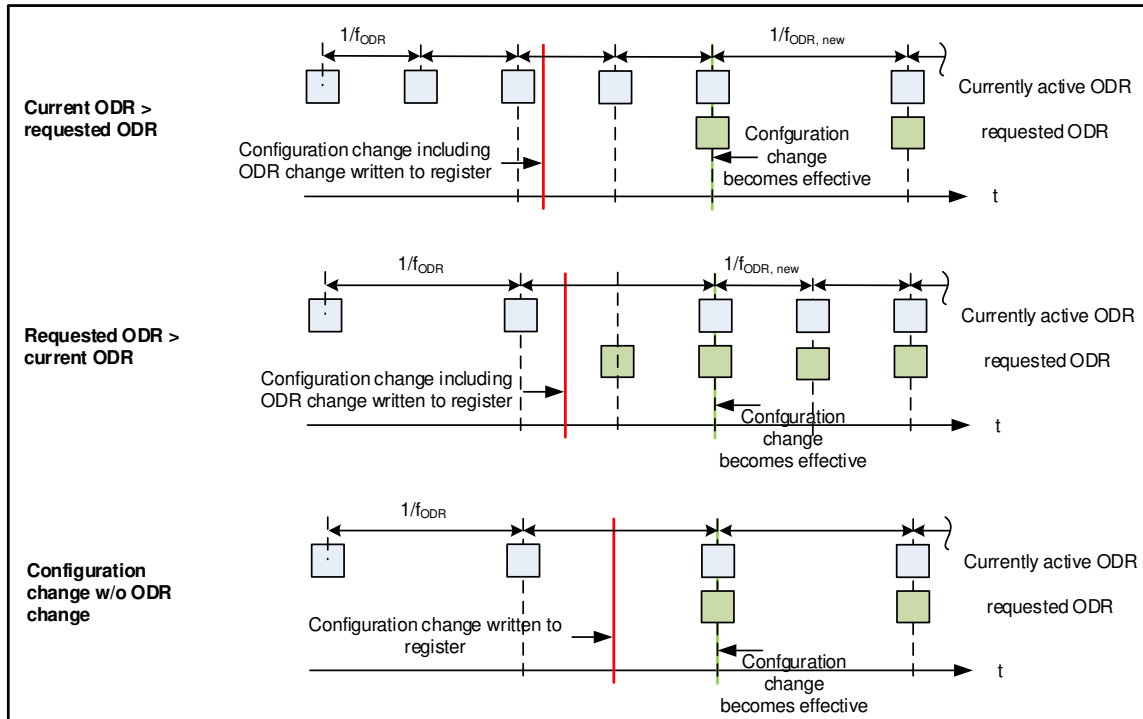 1/fODR
1/fODR, new
Current ODR >
requested ODR
Currently active ODR
requested ODR
Configuration change including
ODR change written to register
Confguration
change
becomes effective
t
1/fODR
1/fODR, new
Requested ODR >
current ODR
Currently active ODR
requested ODR
Configuration change including
ODR change written to register
Confguration
change
becomes effective
t
1/fODR
Configuration
change w/o ODR
change
Currently active ODR
requested ODR
Configuration change written to
register
Confguration
change
becomes effective
t